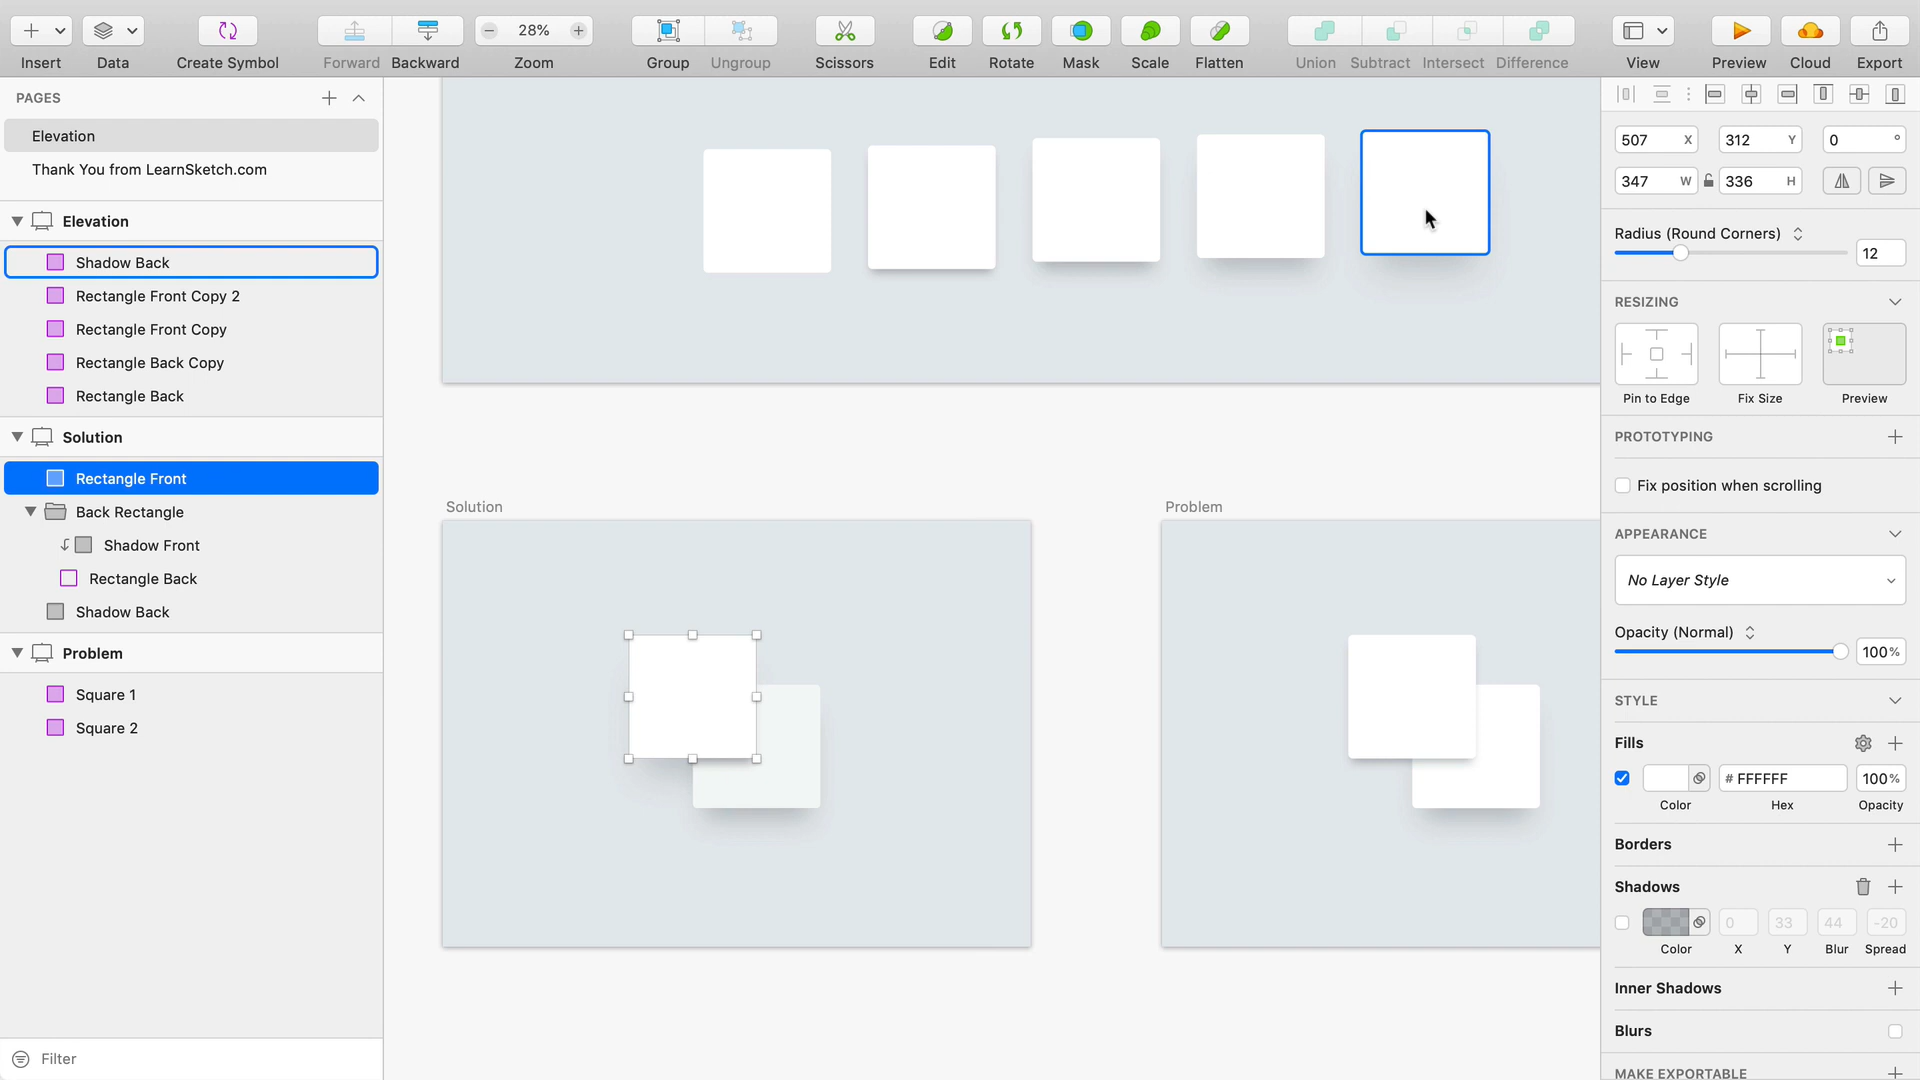 28%
Insert
Data
Create Symbol
Forward
Backward
Zoom
Group
Ungroup
Scissors
Edit
Rotate
Mask
Scale
Flatten
Union
Subtract
Intersect
Difference
View
Preview
Cloud
Export
PAGES
Elevation
Thank You from LearnSketch.com
Elevation
Shadow Back
Rectangle Front Copy 2
Rectangle Front Copy
Rectangle Back Copy
Rectangle Back
Solution
Rectangle Front
Back Rectangle
Shadow Front
Rectangle Back
Shadow Back
Problem
Square 1
Square 2
Filter
Solution
Problem
507 X
312 Y
0 °
347 W
336 H
Radius (Round Corners)
12
RESIZING
Pin to Edge
Fix Size
Preview
PROTOTYPING
Fix position when scrolling
APPEARANCE
No Layer Style
Opacity (Normal)
100%
STYLE
Fills
# FFFFFF
100%
Color
Hex
Opacity
Borders
Shadows
0
33
44
-20
Color
X
Y
Blur
Spread
Inner Shadows
Blurs
MAKE EXPORTABLE